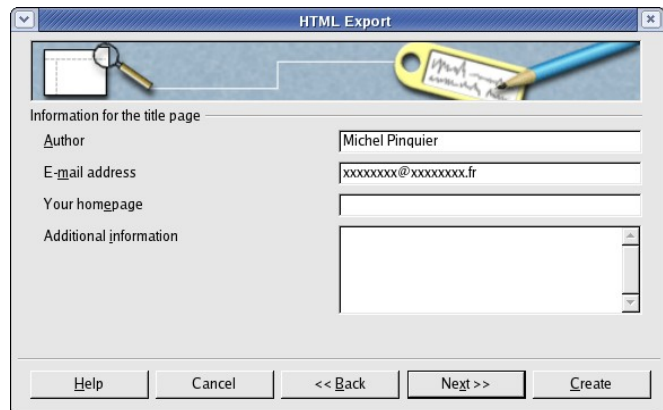 HTML Export
Information for the title page
Author
Michel Pinquier
E-mail address
xxxxxxxx@xxxxxxxx.fr
Your homepage
Additional information
Help
Cancel
<< Back
Next >>
Create